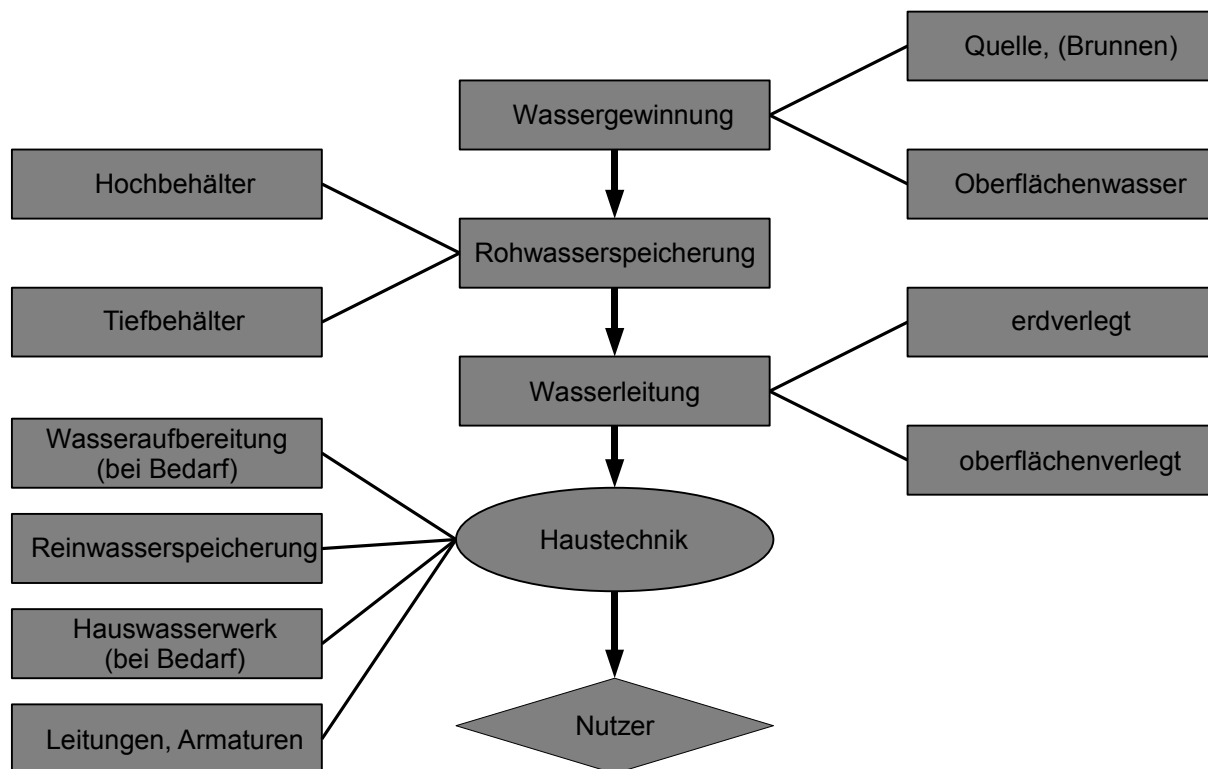 Quelle, (Brunnen)
Wassergewinnung
Hochbehälter
Oberflächenwasser
Rohwasserspeicherung
Tiefbehälter
erdverlegt
Wasserleitung
Wasseraufbereitung
(bei Bedarf)
oberflächenverlegt
Reinwasserspeicherung
Haustechnik
Hauswasserwerk
(bei Bedarf)
Leitungen, Armaturen
Nutzer